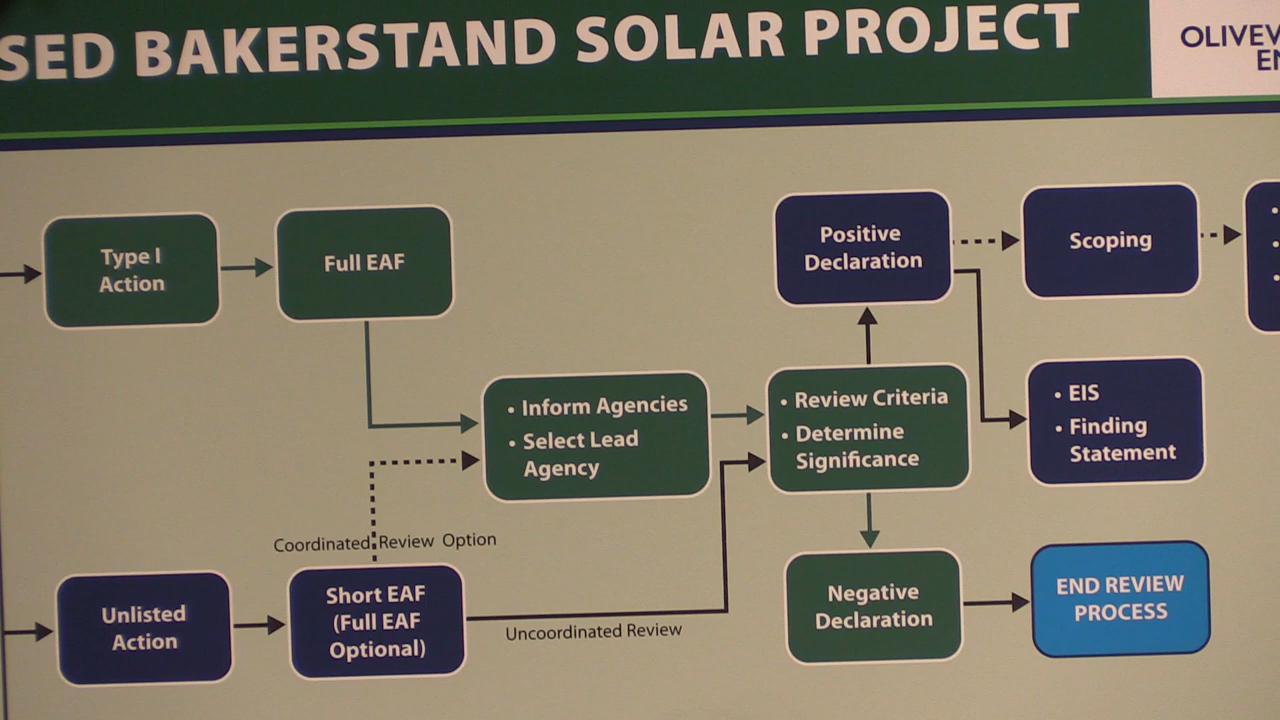 SED BAKERSTAND SOLAR PROJECT
OLIVEW
EN
Type I
Action
Full EAF
Positive
Declaration
Scoping
• Inform Agencies
• Select Lead
Agency
• Review Criteria
• Determine
Significance
• EIS
• Finding
Statement
Coordinated Review Option
Unlisted
Action
Short EAF
(Full EAF
Optional)
Uncoordinated Review
Negative
Declaration
END REVIEW
PROCESS